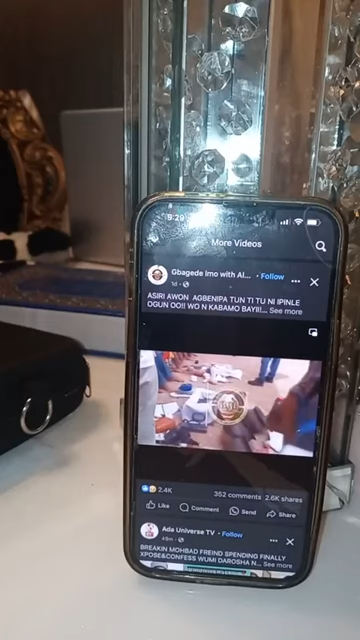 9:29
More Videos
Gbagede Imo with Al... • Follow
1d •
ASIRI AWON AGBENIPA TUN TI TU NI IPINLE
OGUN OO!! WO N KABAMO BAYII!... See more
2.4K
352 comments 2.6K shares
Like Comment Send Share
Ada Universe TV • Follow
49m •
BREAKIN MOHBAD FREIND SPENDING FINALLY
XPOSE&CONFESS WUMI DAROSHA N... See more